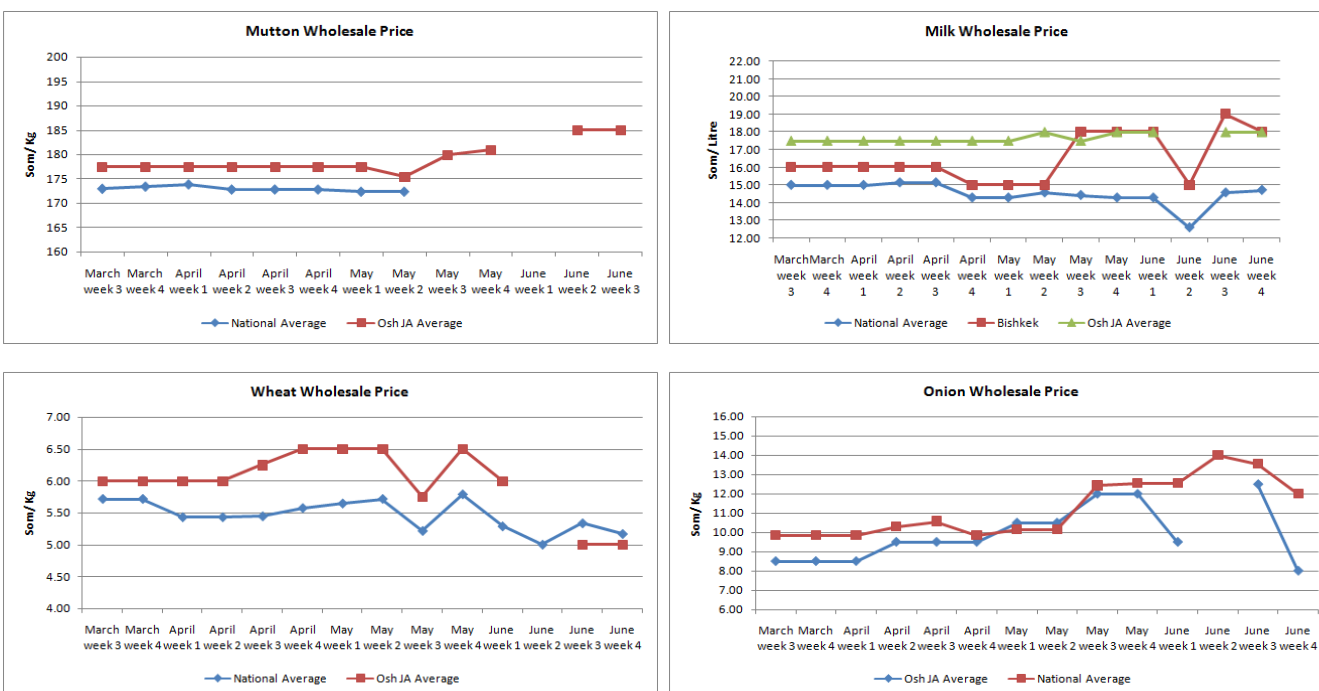 Mutton Wholesale Price
Som/ Kg
200
195
190
185
180
175
170
165
160
March March April April April April May May May May June June June
week 3 week 4 week 1 week 2 week 3 week 4 week 1 week 2 week 3 week 4 week 1 week 2 week 3
National Average Osh JA Average
Milk Wholesale Price
Som/ Litre
22.00
21.00
20.00
19.00
18.00
17.00
16.00
15.00
14.00
13.00
12.00
March March April April April April May May May May June June June June
week week week week week week week week week week week week week week
3 4 1 2 3 4 1 2 3 4 1 2 3 4
National Average Bishkek Osh JA Average
Wheat Wholesale Price
Som/ Kg
7.00
6.50
6.00
5.50
5.00
4.50
4.00
March March April April April April May May May May June June June June
week 3 week 4 week 1 week 2 week 3 week 4 week 1 week 2 week 3 week 4 week 1 week 2 week 3 week 4
National Average Osh JA Average
Onion Wholesale Price
Som/ Kg
16.00
15.00
14.00
13.00
12.00
11.00
10.00
9.00
8.00
7.00
6.00
March March April April April April May May May May June June June June
week 3 week 4 week 1 week 2 week 3 week 4 week 1 week 2 week 3 week 4 week 1 week 2 week 3 week 4
Osh JA Average National Average